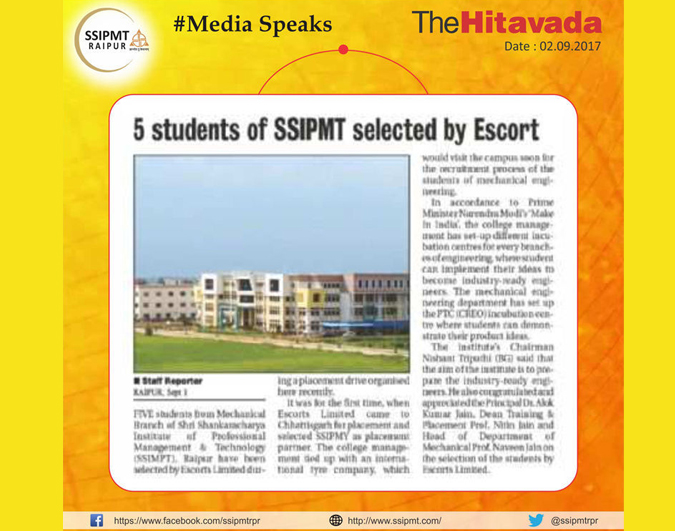 SSIPMT
RAIPUR
#Media Speaks
TheHitavada
Date : 02.09.2017
5 students of SSIPMT selected by Escort
■ Staff Reporter
RAIPUR, Sept 1
FIVE students from Mechanical
Branch of Shri Shankaracharya
Institute of Professional
Management & Technology
(SSIMPT), Raipur have been
selected by Escorts Limited dur-
ing a placement drive organised
here recently.
It was for the first time, when
Escorts Limited came to
Chhattisgarh for placement and
selected SSIPMY as placement
partner. The college manage-
ment tied up with an interna-
tional tyre company, which
would visit the campus soon for
the recruitment process of the
students of mechanical engi-
neering.
In accordance to Prime
Minister Narendra Modi's 'Make
in India', the college manage-
ment has set-up different incu-
bation centres for every branch-
es of engineering, where student
can implement their ideas to
become industry-ready engi-
neers. The mechanical engi-
neering department has set up
the PTC (CREO) incubation cen-
tre where students can demon-
strate their product ideas.
The institute's Chairman
Nishant Tripathi (BG) said that
the aim of the institute is to pre-
pare the industry-ready engi-
neers. He also congratulated and
appreciated the Principal Dr. Alok
Kumar Jain, Dean Training &
Placement Prof. Nitin Jain and
Head of Department of
Mechanical Prof. Naveen Jain on
the selection of the students by
Escorts Limited.
https://www.facebook.com/ssipmtrpr
http://www.ssipmt.com/
@ssipmtrpr